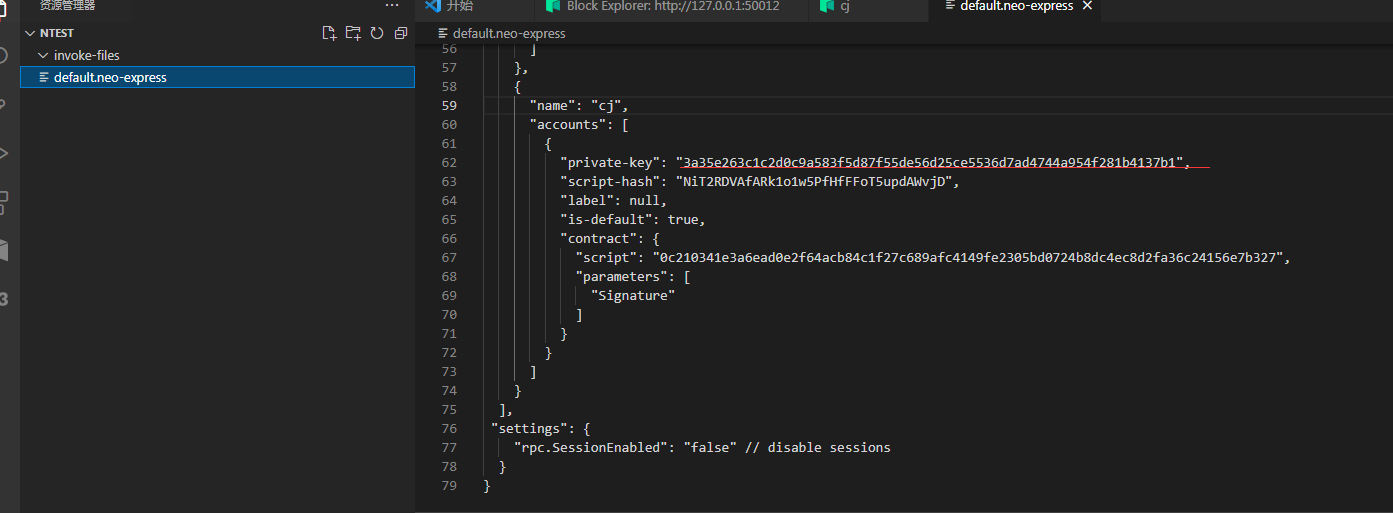 资源管理器
···
开始
Block Explorer: http://127.0.0.1:50012
cj
default.neo-express
NTEST
invoke-files
default.neo-express
default.neo-express
56 ]
57 },
58 {
59 "name": "cj",
60 "accounts": [
61 {
62 "private-key": "3a35e263c1c2d0c9a583f5d87f55de56d25ce5536d7ad4744a954f281b4137b1",
63 "script-hash": "NiT2RDVAfARk1o1w5PfHfFFoT5updAWvjD",
64 "label": null,
65 "is-default": true,
66 "contract": {
67 "script": "0c210341e3a6ead0e2f64acb84c1f27c689afc4149fe2305bd0724b8dc4ec8d2fa36c24156e7b327",
68 "parameters": [
69 "Signature"
70 ]
71 }
72 }
73 ]
74 }
75 ],
76 "settings": {
77 "rpc.SessionEnabled": "false" // disable sessions
78 }
79 }